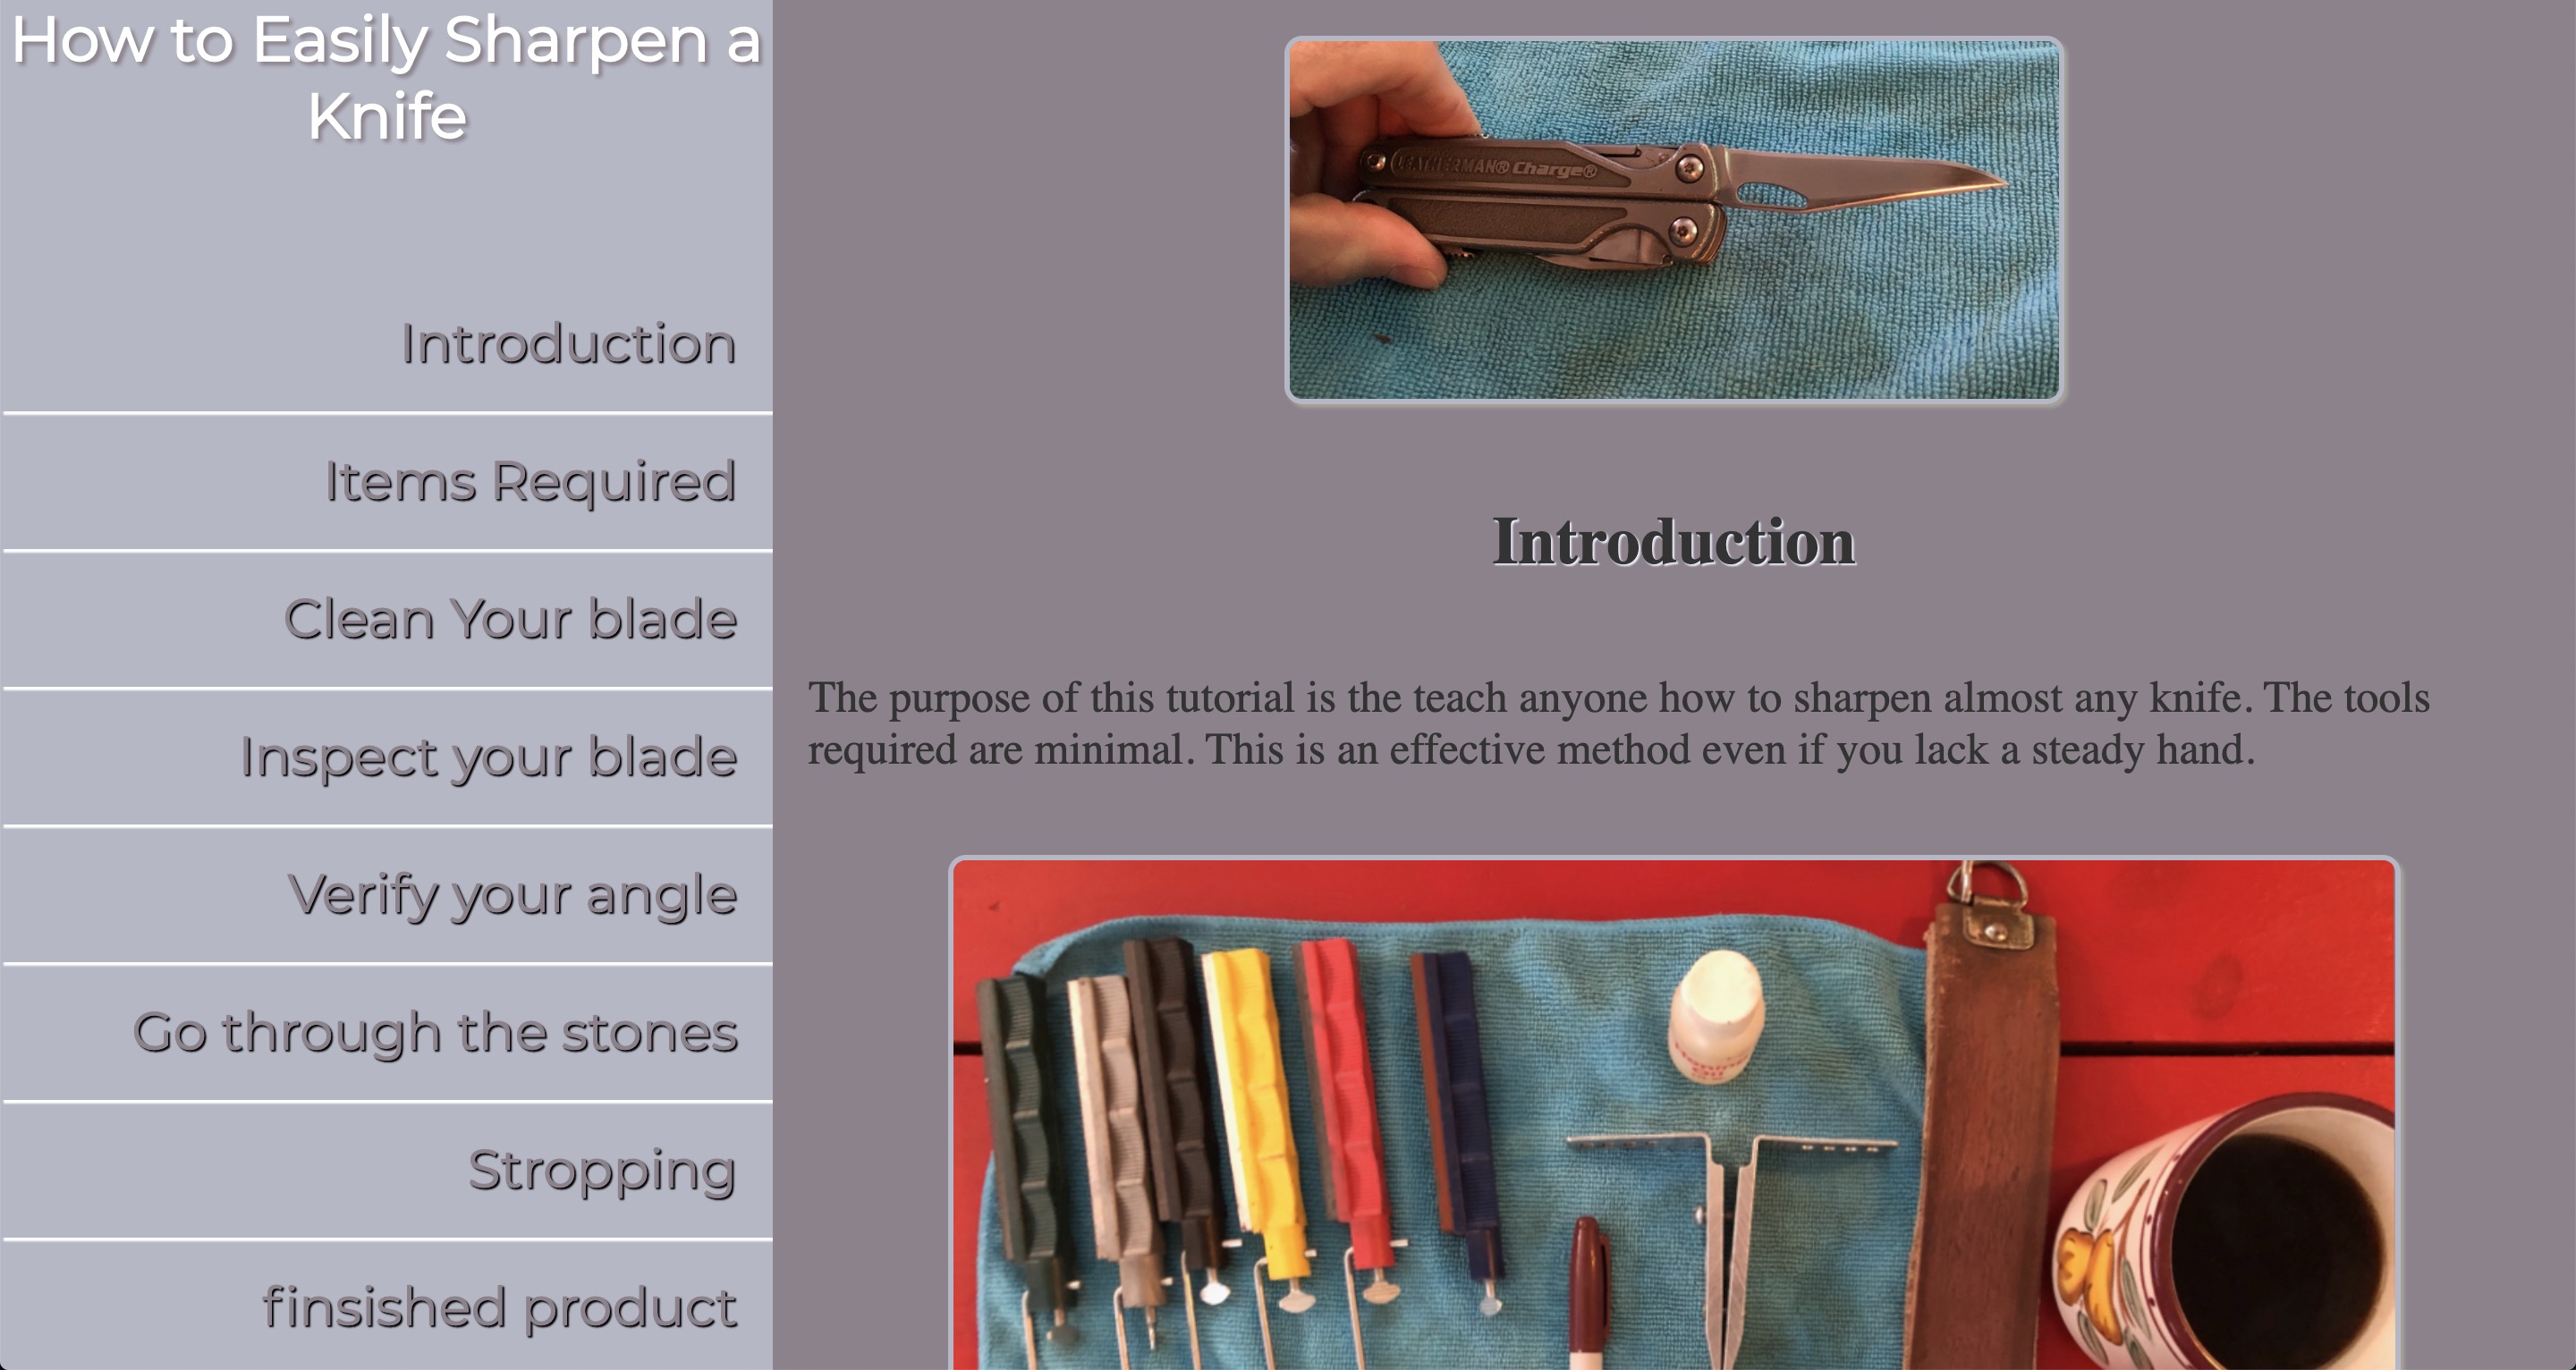 How to Easily Sharpen a
Knife
Introduction
Items Required
Clean Your blade
Inspect your blade
Verify your angle
Go through the stones
Stropping
finsished product
LEATHERMAN® Charge®
Introduction
The purpose of this tutorial is the teach anyone how to sharpen almost any knife. The tools
required are minimal. This is an effective method even if you lack a steady hand.